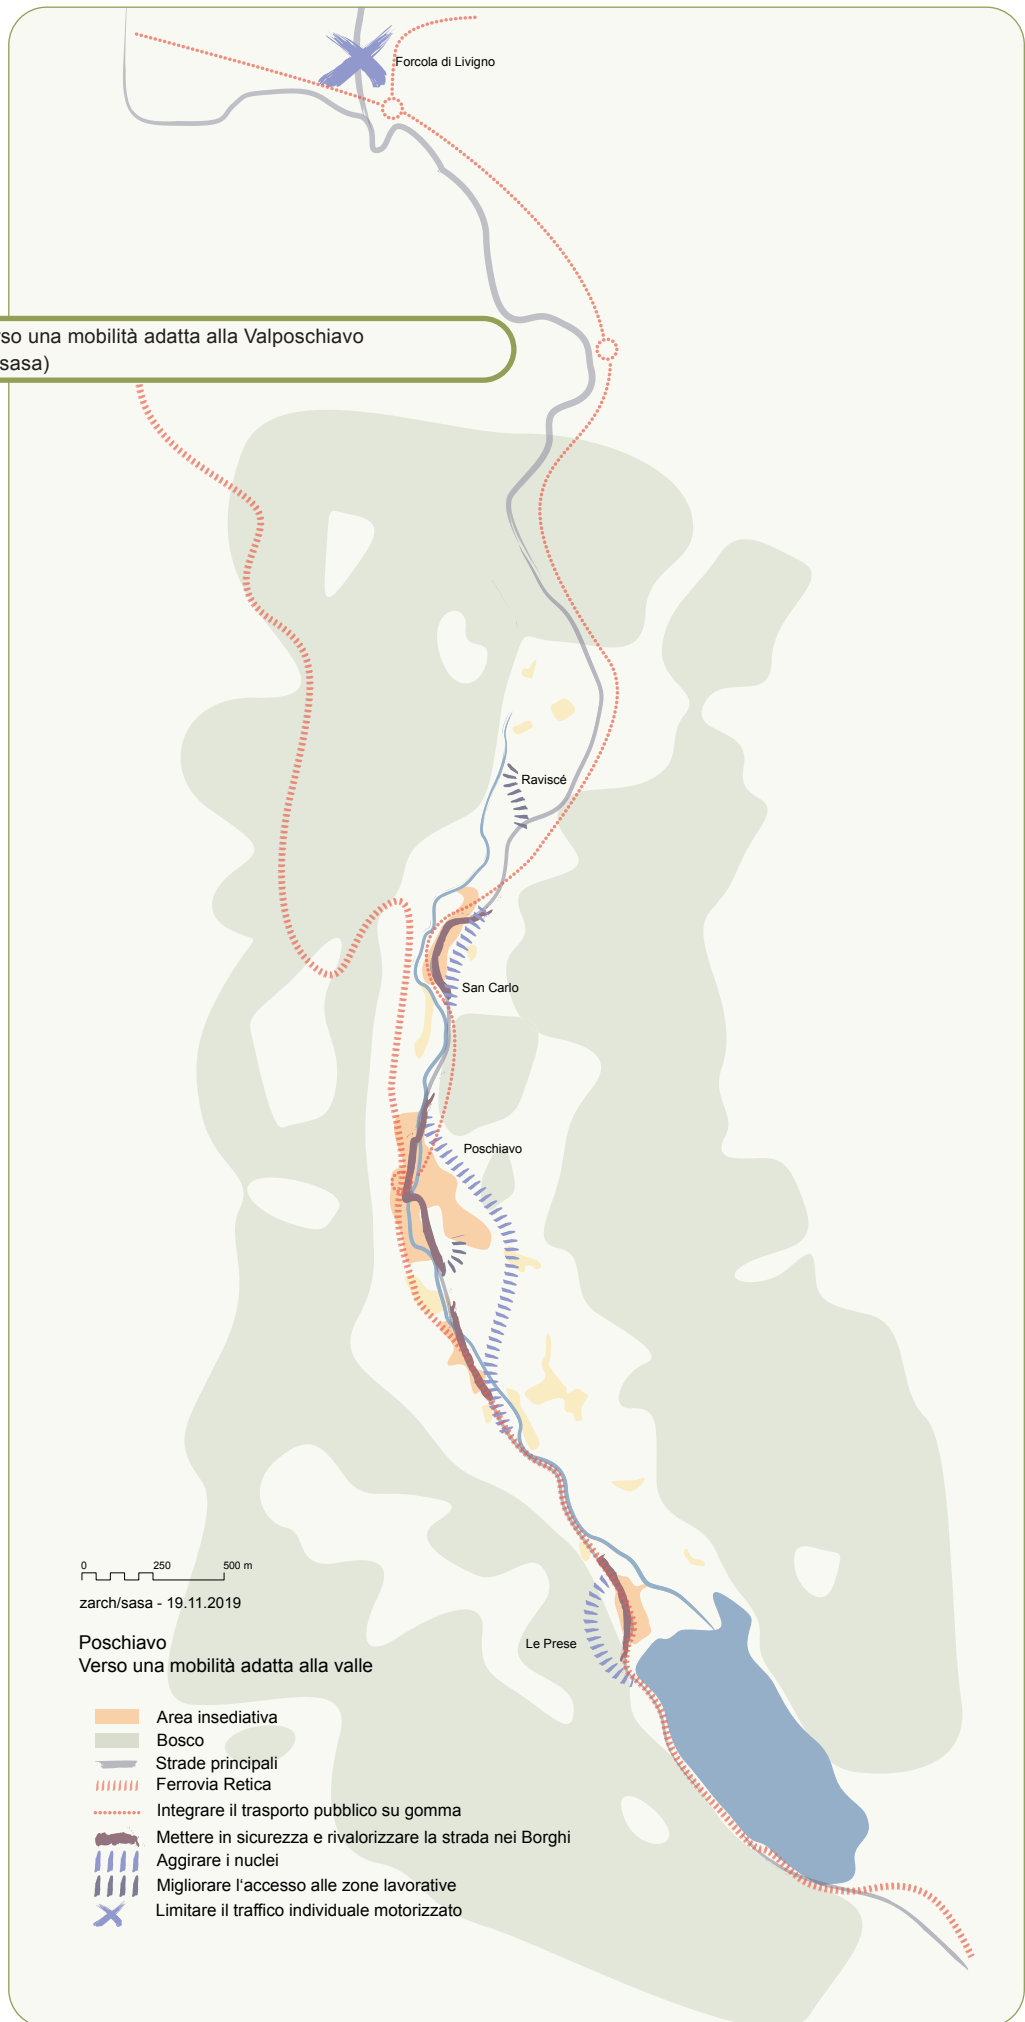 Forcola di Livigno
rso una mobilità adatta alla Valposchiavo
sasa)
Raviscé
San Carlo
Poschiavo
Le Prese
0 250 500 m
zarch/sasa - 19.11.2019
Poschiavo
Verso una mobilità adatta alla valle
Area insediativa
Bosco
Strade principali
Ferrovia Retica
Integrare il trasporto pubblico su gomma
Mettere in sicurezza e rivalorizzare la strada nei Borghi
Aggirare i nuclei
Migliorare l‘accesso alle zone lavorative
Limitare il traffico individuale motorizzato